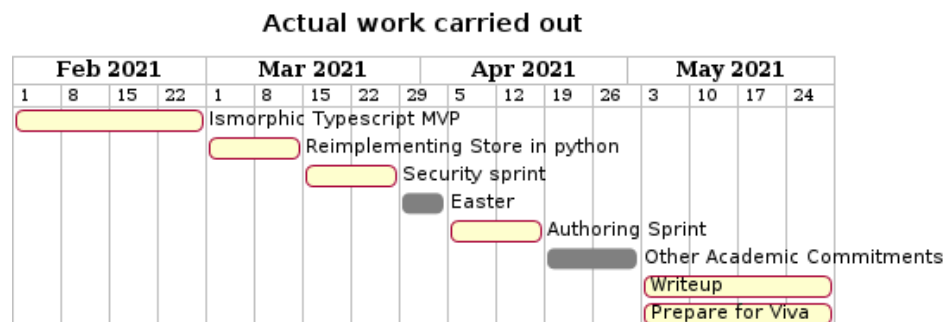 Actual work carried out
Feb 2021 Mar 2021 Apr 2021 May 2021
1 8 15 22 1 8 15 22 29 5 12 19 26 3 10 17 24
Ismorphic Typescript MVP
Reimplementing Store in python
Security sprint
Easter
Authoring Sprint
Other Academic Commitments
Writeup
Prepare for Viva